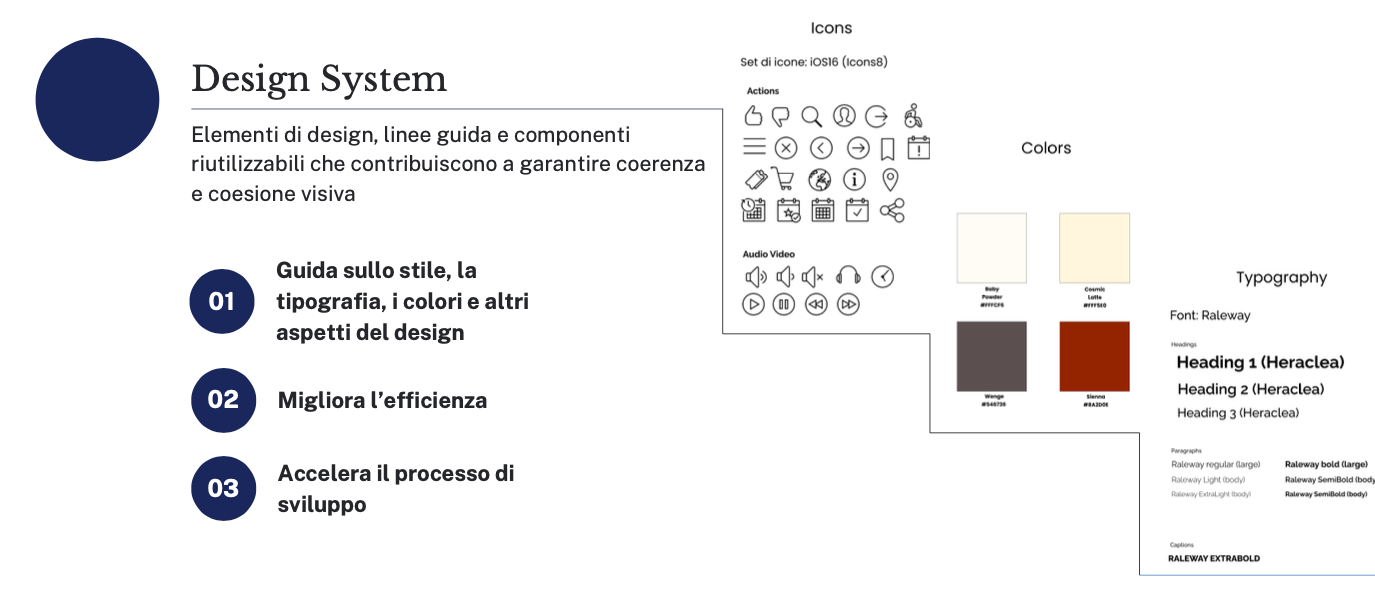 Design System
Elementi di design, linee guida e componenti
riutilizzabili che contribuiscono a garantire coerenza
e coesione visiva
01
Guida sullo stile, la
tipografia, i colori e altri
aspetti del design
02
Migliora l’efficienza
03
Accelera il processo di
sviluppo
Icons
Set di icone: iOS16 (Icons8)
Actions
Audio Video
Colors
Baby
Powder
#FFFCF6
Cosmic
Latte
#FFF5E0
Wenge
Sienna
#8A2D0E
Typography
Font: Raleway
Headings
Heading 1 (Heraclea)
Heading 2 (Heraclea)
Heading 3 (Heraclea)
Paragraphs
Raleway regular (large)
Raleway bold (large)
Raleway Light (body)
Raleway SemiBold (body
Raleway ExtraLight (body)
Raleway SemiBold (body)
Captions
RALEWAY EXTRABOLD